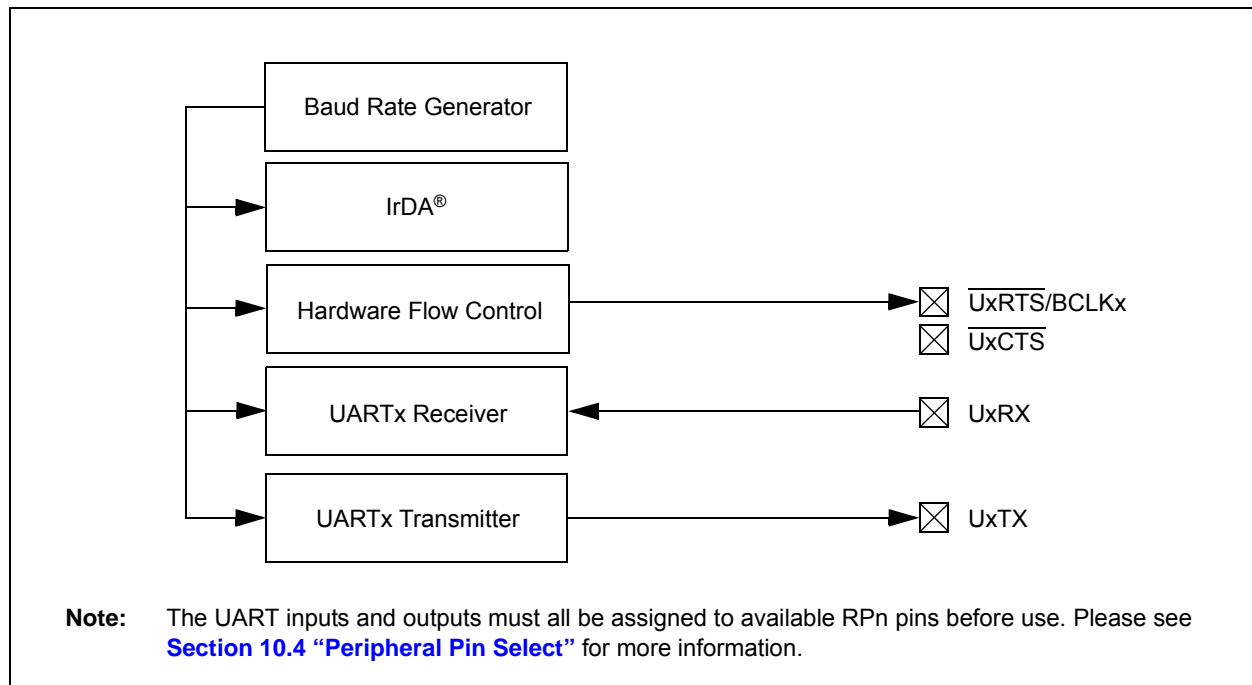 Baud Rate Generator
IrDA®
Hardware Flow Control
UxRTS/BCLKx
UxCTS
UARTx Receiver
UxRX
UARTx Transmitter
UxTX
Note: The UART inputs and outputs must all be assigned to available RPn pins before use. Please see
Section 10.4 “Peripheral Pin Select” for more information.